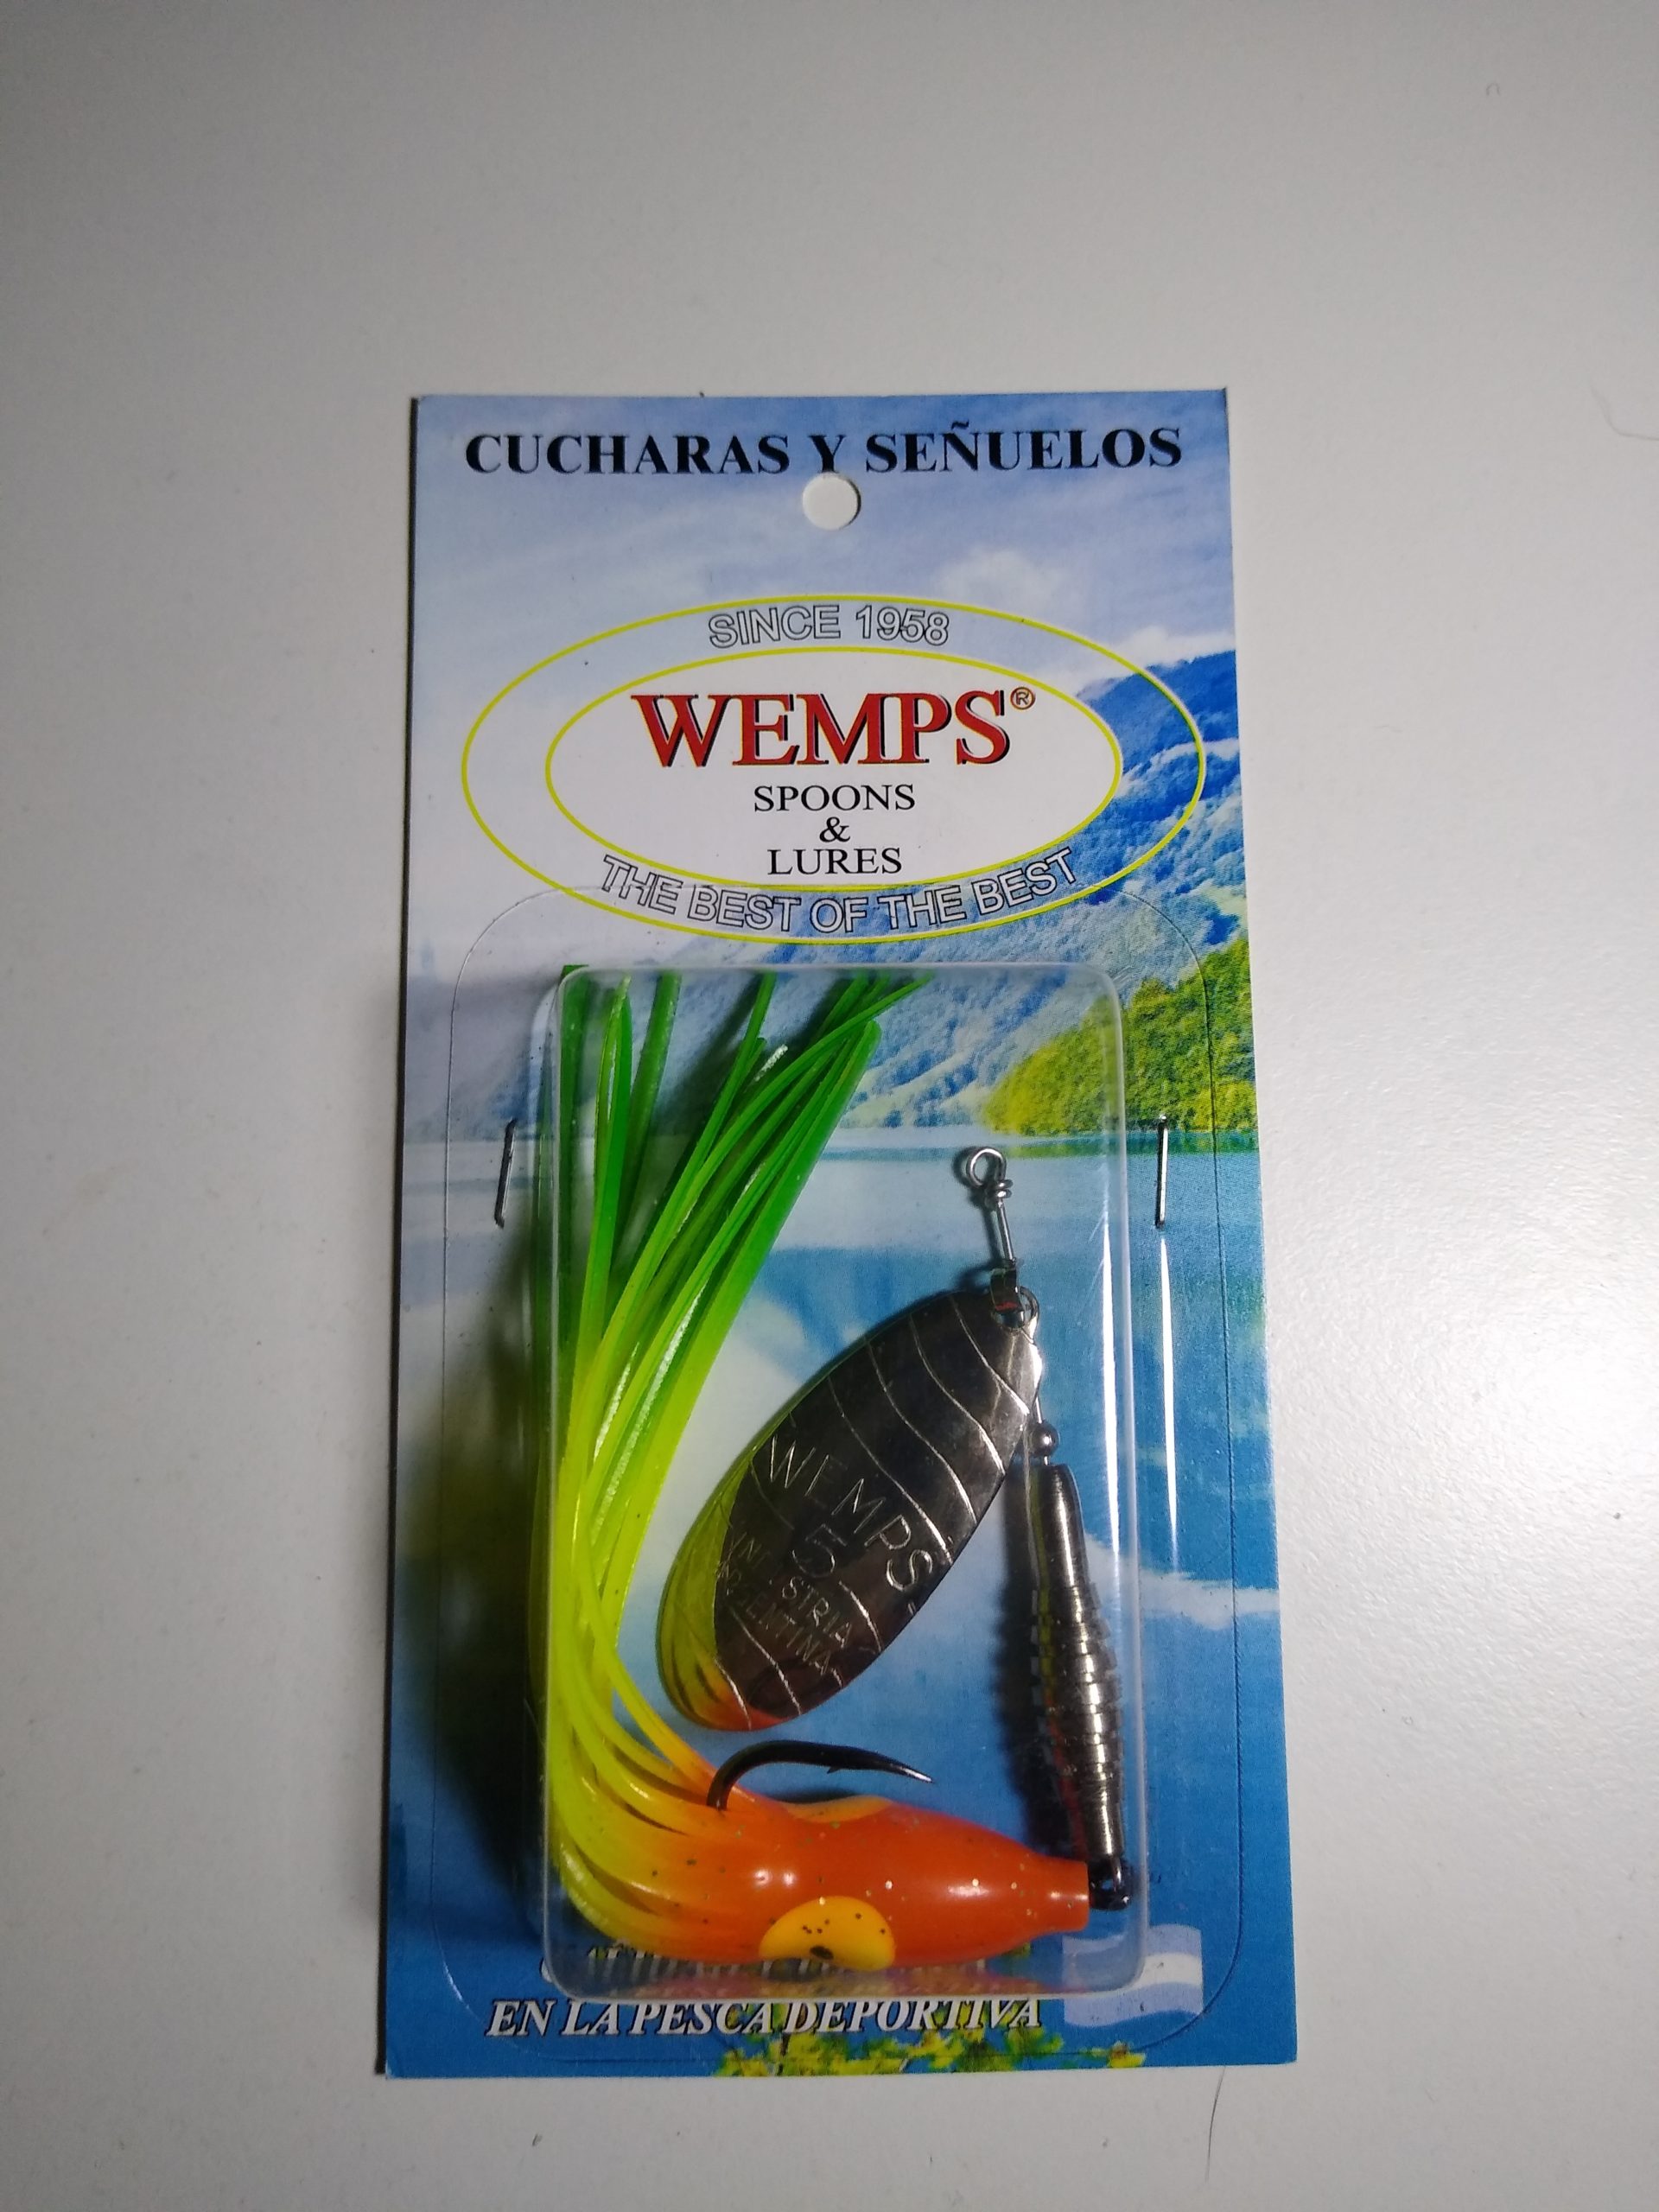 CUCHARAS Y SEÑUELOS
SINCE 1958
WEMPS®
SPOONS
&
LURES
THE BEST OF THE BEST
WEMPS
5
INDUSTRIA
ARGENTINA
EN LA PESCA DEPORTIVA